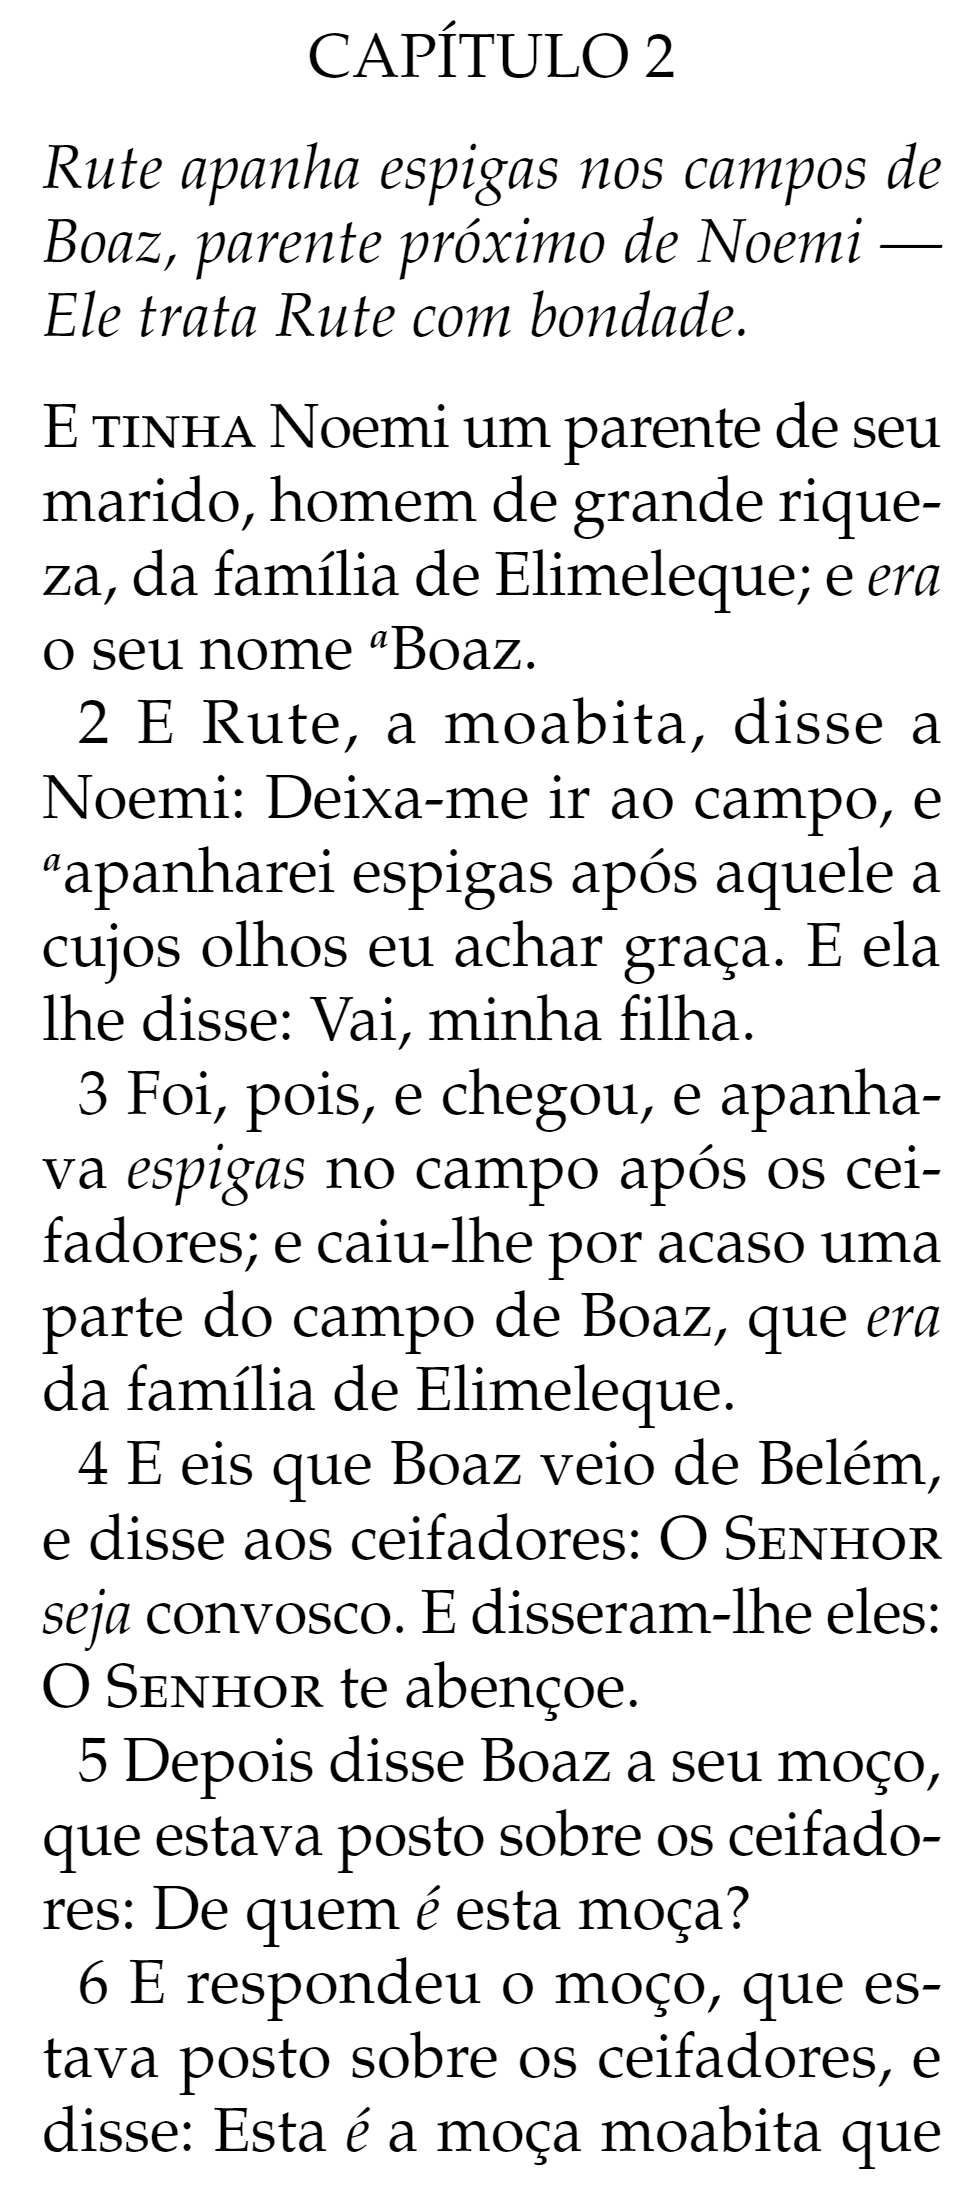 CAPÍTULO 2
Rute apanha espigas nos campos de
Boaz, parente próximo de Noemi —
Ele trata Rute com bondade.
E TINHA Noemi um parente de seu
marido, homem de grande rique-
za, da família de Elimeleque; e era
o seu nome ªBoaz.
2 E Rute, a moabita, disse a
Noemi: Deixa-me ir ao campo, e
ªapanharei espigas após aquele a
cujos olhos eu achar graça. E ela
lhe disse: Vai, minha filha.
3 Foi, pois, e chegou, e apanha-
va espigas no campo após os cei-
fadores; e caiu-lhe por acaso uma
parte do campo de Boaz, que era
da família de Elimeleque.
4 E eis que Boaz veio de Belém,
e disse aos ceifadores: O SENHOR
seja convosco. E disseram-lhe eles:
O SENHOR te abençoe.
5 Depois disse Boaz a seu moço,
que estava posto sobre os ceifado-
res: De quem é esta moça?
6 E respondeu o moço, que es-
tava posto sobre os ceifadores, e
disse: Esta é a moça moabita que